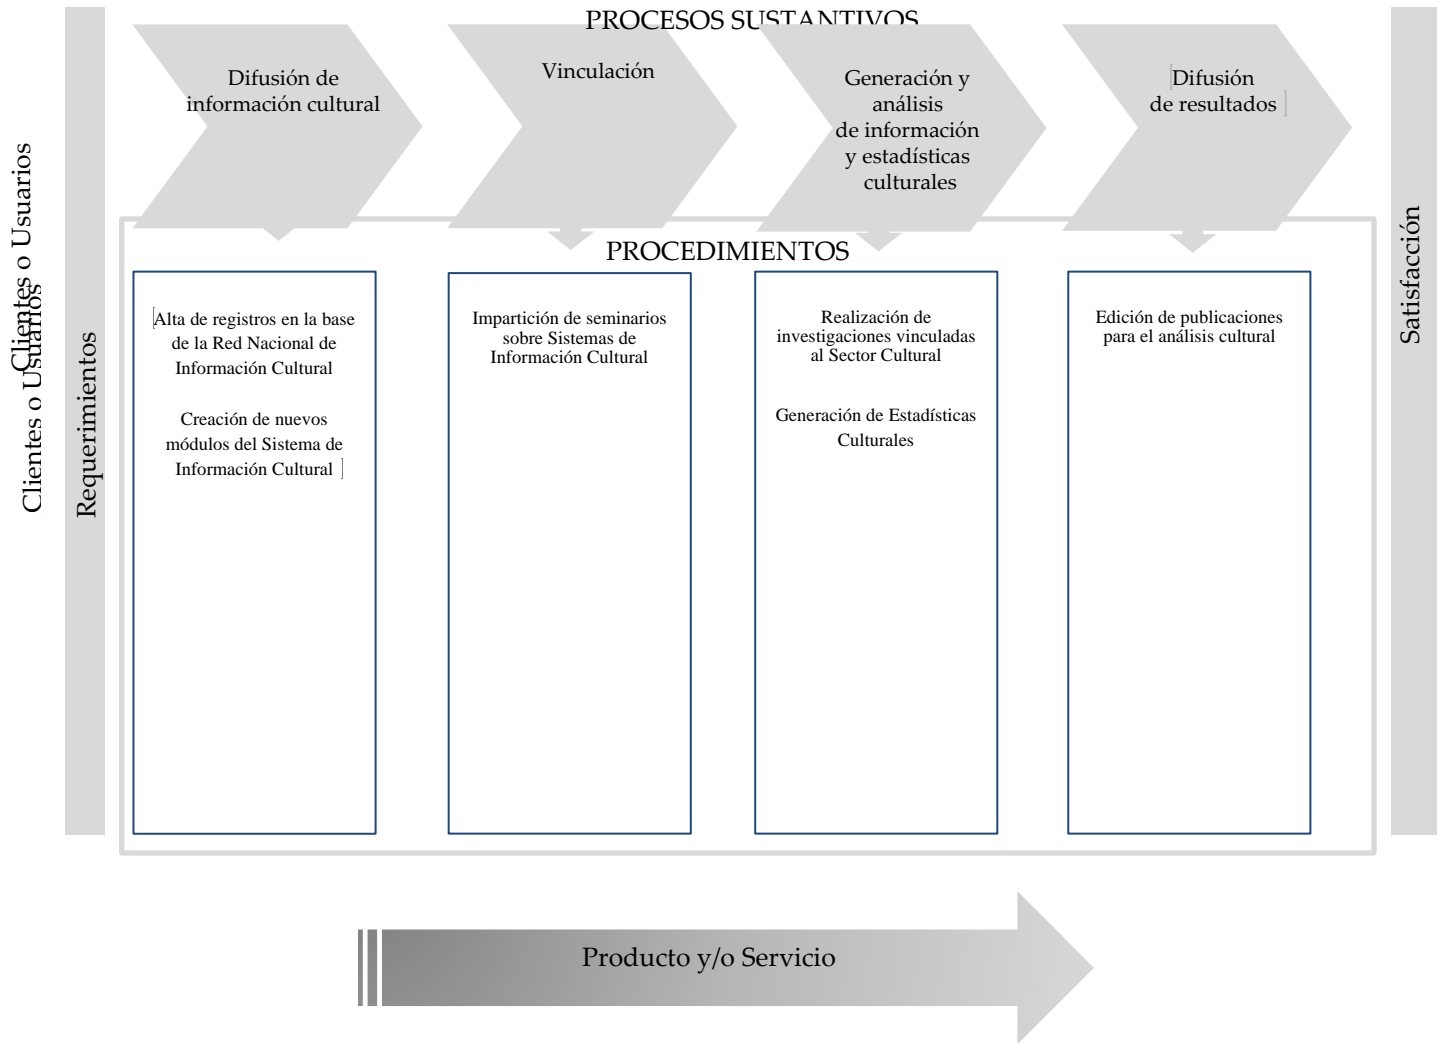 PROCESOS SUSTANTIVOS
Difusión de
información cultural
Vinculación
Generación y
análisis
de información
y estadísticas
culturales
Difusión
de resultados
Clientes o Usuarios
Clientes o Usuarios
Requerimientos
PROCEDIMIENTOS
Alta de registros en la base
de la Red Nacional de
Información Cultural
Creación de nuevos
módulos del Sistema de
Información Cultural
Impartición de seminarios
sobre Sistemas de
Información Cultural
Realización de
investigaciones vinculadas
al Sector Cultural
Generación de Estadísticas
Culturales
Edición de publicaciones
para el análisis cultural
Satisfacción
Producto y/o Servicio